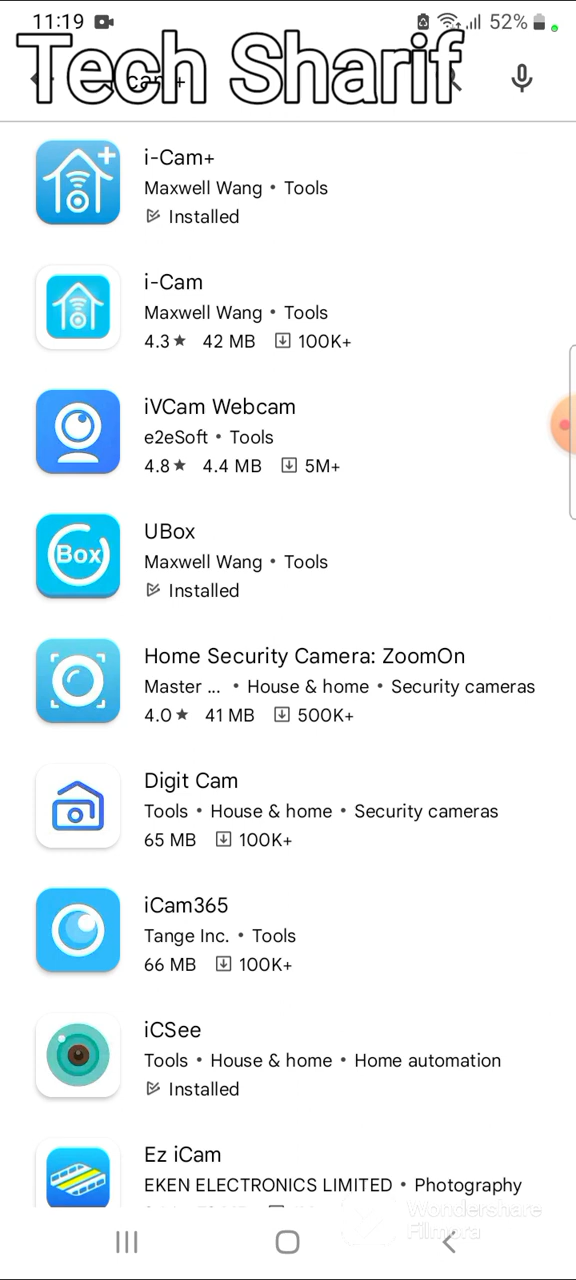 11:19 52%
Tech Sharif
i-Cam+
Maxwell Wang • Tools
Installed
i-Cam
Maxwell Wang • Tools
4.3★ 42 MB 100K+
iVCam Webcam
e2eSoft • Tools
4.8★ 4.4 MB 5M+
Box
UBox
Maxwell Wang • Tools
Installed
Home Security Camera: ZoomOn
Master ... • House & home • Security cameras
4.0★ 41 MB 500K+
Digit Cam
Tools • House & home • Security cameras
65 MB 100K+
iCam365
Tange Inc. • Tools
66 MB 100K+
iCSee
Tools • House & home • Home automation
Installed
Ez iCam
EKEN ELECTRONICS LIMITED • Photography
Wondershare
Filmora